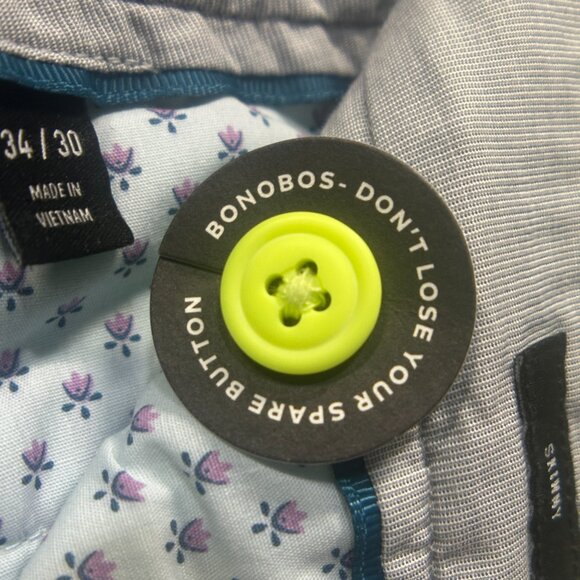 34 / 30
MADE IN
VIETNAM
BONOBOS- DON'T LOSE YOUR SPARE BUTTON
SKINNY